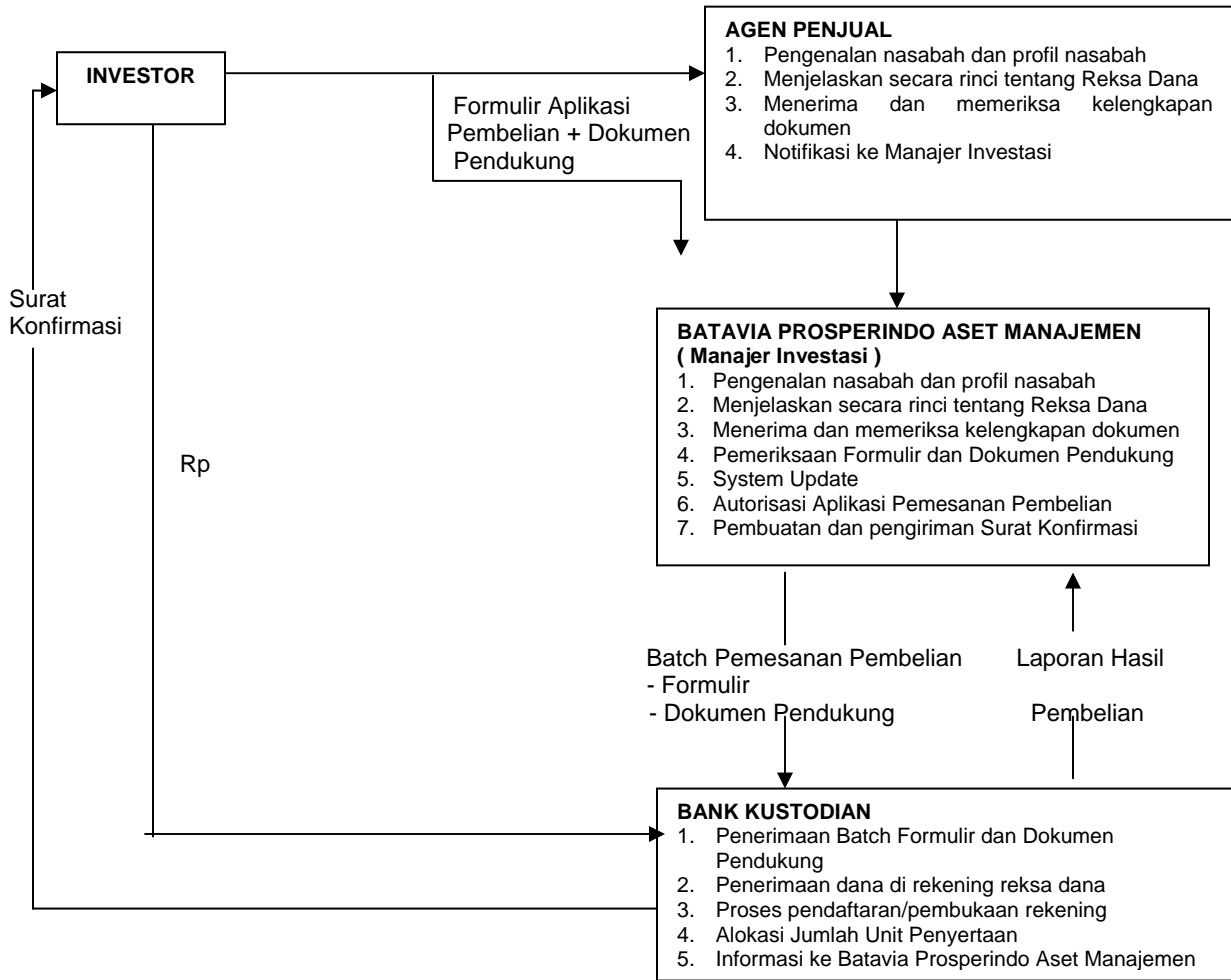 AGEN PENJUAL
1. Pengenalan nasabah dan profil nasabah
2. Menjelaskan secara rinci tentang Reksa Dana
3. Menerima dan memeriksa kelengkapan
dokumen
4. Notifikasi ke Manajer Investasi
INVESTOR
Formulir Aplikasi
Pembelian + Dokumen
Pendukung
Surat
Konfirmasi
BATAVIA PROSPERINDO ASET MANAJEMEN
( Manajer Investasi )
1. Pengenalan nasabah dan profil nasabah
2. Menjelaskan secara rinci tentang Reksa Dana
3. Menerima dan memeriksa kelengkapan dokumen
4. Pemeriksaan Formulir dan Dokumen Pendukung
5. System Update
6. Autorisasi Aplikasi Pemesanan Pembelian
7. Pembuatan dan pengiriman Surat Konfirmasi
Rp
Batch Pemesanan Pembelian
- Formulir
- Dokumen Pendukung
Laporan Hasil
Pembelian
BANK KUSTODIAN
1. Penerimaan Batch Formulir dan Dokumen
Pendukung
2. Penerimaan dana di rekening reksa dana
3. Proses pendaftaran/pembukaan rekening
4. Alokasi Jumlah Unit Penyertaan
5. Informasi ke Batavia Prosperindo Aset Manajemen